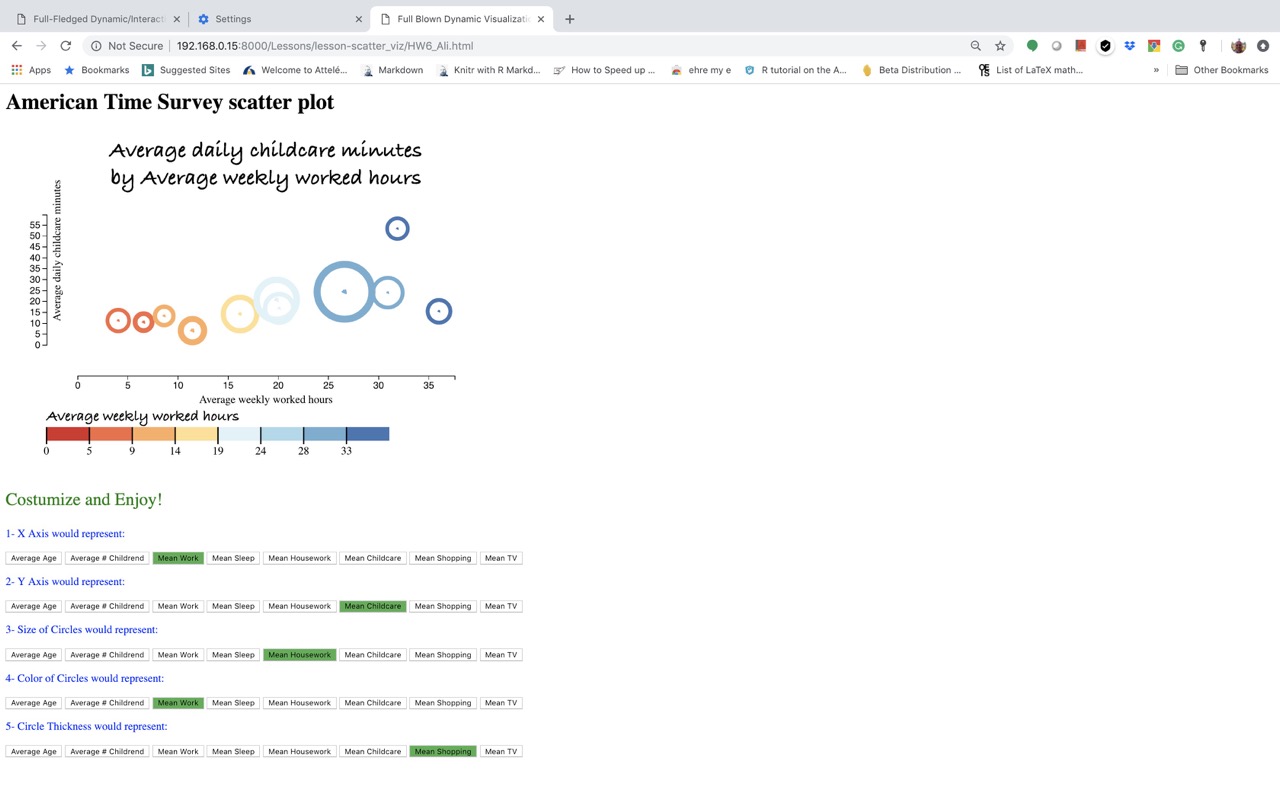 Full-Fledged Dynamic/Interact
Settings
Full Blown Dynamic Visualizati
Not Secure | 192.168.0.15:8000/Lessons/lesson-scatter_viz/HW6_Ali.html
Apps Bookmarks Suggested Sites Welcome to Attelé... Markdown Knitr with R Markd... How to Speed up ... ehre my e R tutorial on the A... Beta Distribution ... List of LaTeX math... » Other Bookmarks
American Time Survey scatter plot
Average daily childcare minutes
by Average weekly worked hours
Average daily childcare minutes
55
50
45
40
35
30
25
20
15
10
5
0
0 5 10 15 20 25 30 35
Average weekly worked hours
Average weekly worked hours
0 5 9 14 19 24 28 33
Costumize and Enjoy!
1- X Axis would represent:
Average Age Average # Childrend Mean Work Mean Sleep Mean Housework Mean Childcare Mean Shopping Mean TV
2- Y Axis would represent:
Average Age Average # Childrend Mean Work Mean Sleep Mean Housework Mean Childcare Mean Shopping Mean TV
3- Size of Circles would represent:
Average Age Average # Childrend Mean Work Mean Sleep Mean Housework Mean Childcare Mean Shopping Mean TV
4- Color of Circles would represent:
Average Age Average # Childrend Mean Work Mean Sleep Mean Housework Mean Childcare Mean Shopping Mean TV
5- Circle Thickness would represent:
Average Age Average # Childrend Mean Work Mean Sleep Mean Housework Mean Childcare Mean Shopping Mean TV